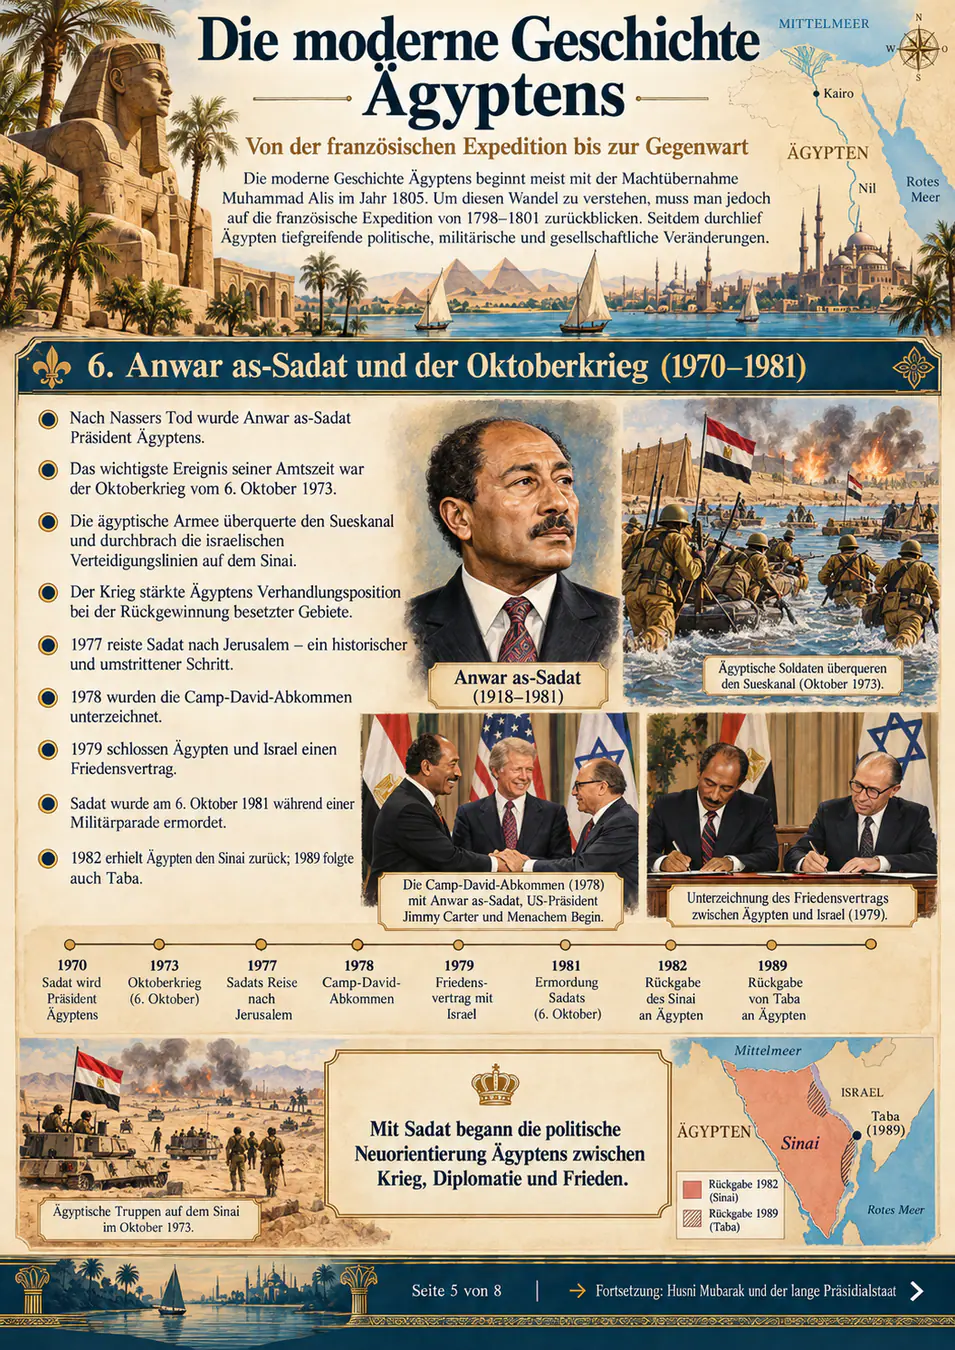 Die moderne Geschichte
Ägyptens
Von der französischen Expedition bis zur Gegenwart
Die moderne Geschichte Ägyptens beginnt meist mit der Machtübernahme
Muhammad Alis im Jahr 1805. Um diesen Wandel zu verstehen, muss man jedoch
auf die französische Expedition von 1798–1801 zurückblicken. Seitdem durchlief
Ägypten tiefgreifende politische, militärische und gesellschaftliche Veränderungen.
MITTELMEER
N
W
O
S
Kairo
ÄGYPTEN
Nil
Rotes
Meer
6. Anwar as-Sadat und der Oktoberkrieg (1970–1981)
Nach Nassers Tod wurde Anwar as-Sadat
Präsident Ägyptens.
Das wichtigste Ereignis seiner Amtszeit war
der Oktoberkrieg vom 6. Oktober 1973.
Die ägyptische Armee überquerte den Sueskanal
und durchbrach die israelischen
Verteidigungslinien auf dem Sinai.
Der Krieg stärkte Ägyptens Verhandlungsposition
bei der Rückgewinnung besetzter Gebiete.
1977 reiste Sadat nach Jerusalem – ein historischer
und umstrittener Schritt.
1978 wurden die Camp-David-Abkommen
unterzeichnet.
1979 schlossen Ägypten und Israel einen
Friedensvertrag.
Sadat wurde am 6. Oktober 1981 während einer
Militärparade ermordet.
1982 erhielt Ägypten den Sinai zurück; 1989 folgte
auch Taba.
Anwar as-Sadat
(1918–1981)
Ägyptische Soldaten überqueren
den Sueskanal (Oktober 1973).
Die Camp-David-Abkommen (1978)
mit Anwar as-Sadat, US-Präsident
Jimmy Carter und Menachem Begin.
Unterzeichnung des Friedensvertrags
zwischen Ägypten und Israel (1979).
1970
Sadat wird
Präsident
Ägyptens
1973
Oktoberkrieg
(6. Oktober)
1977
Sadats Reise
nach
Jerusalem
1978
Camp-David-
Abkommen
1979
Friedens-
vertrag mit
Israel
1981
Ermordung
Sadats
(6. Oktober)
1982
Rückgabe
des Sinai
an Ägypten
1989
Rückgabe
von Taba
an Ägypten
Ägyptische Truppen auf dem Sinai
im Oktober 1973.
Mit Sadat begann die politische
Neuorientierung Ägyptens zwischen
Krieg, Diplomatie und Frieden.
Mittelmeer
ISRAEL
Taba
(1989)
ÄGYPTEN
Sinai
Rückgabe 1982
(Sinai)
Rückgabe 1989
(Taba)
Rotes Meer
Seite 5 von 8
Fortsetzung: Husni Mubarak und der lange Präsidialstaat